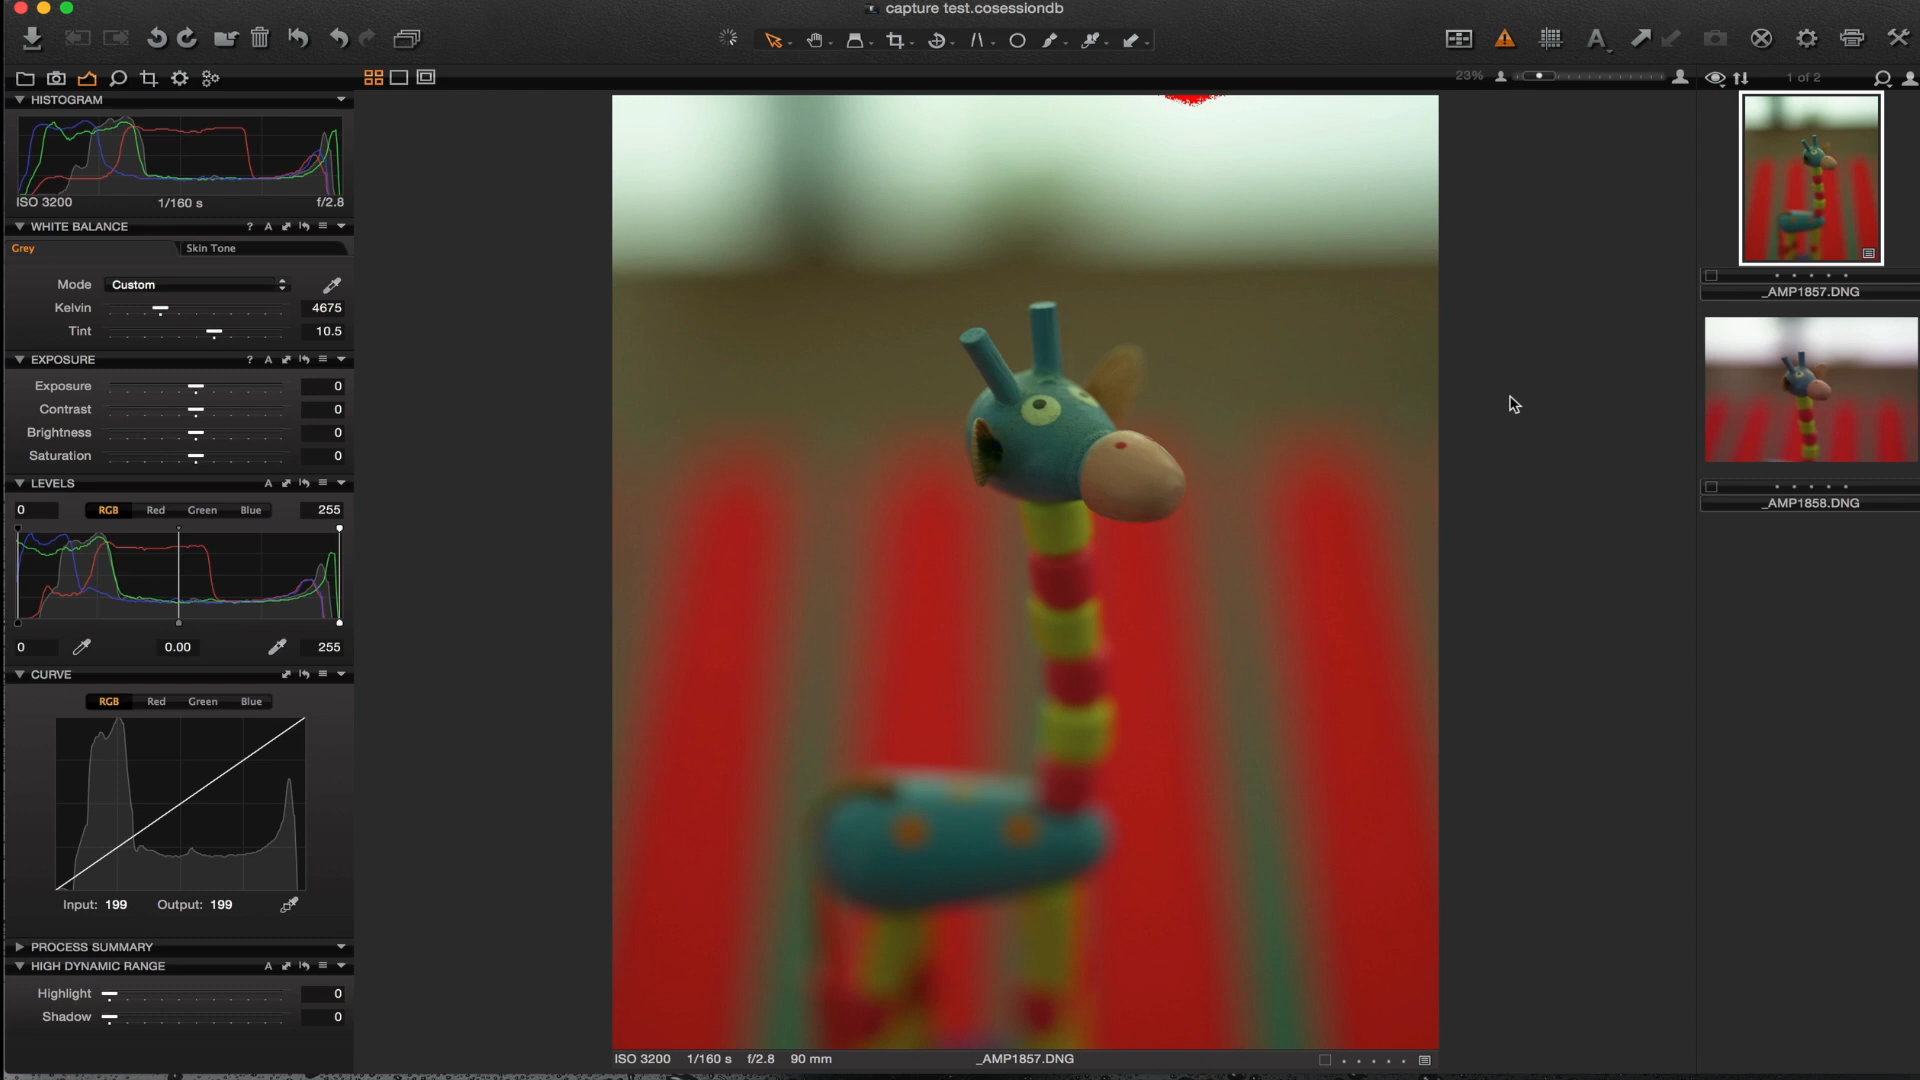 capture test.cosessiondb
23%
1 of 2
HISTOGRAM
ISO 3200 1/160 s f/2.8
WHITE BALANCE ? A
Grey Skin Tone
Mode Custom
Kelvin 4675
Tint 10.5
EXPOSURE ? A
Exposure 0
Contrast 0
Brightness 0
Saturation 0
LEVELS A
0 RGB Red Green Blue 255
0 0.00 255
CURVE
RGB Red Green Blue
Input: 199 Output: 199
PROCESS SUMMARY
HIGH DYNAMIC RANGE A
Highlight 0
Shadow 0
ISO 3200 1/160 s f/2.8 90 mm _AMP1857.DNG
_AMP1857.DNG
_AMP1858.DNG